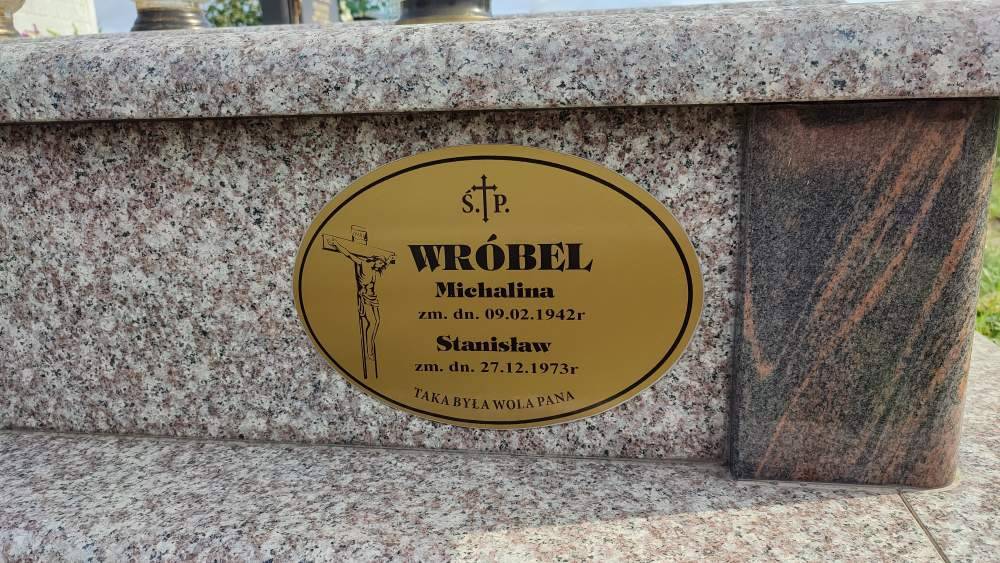 Ś. P.
WRÓBEL
Michalina
zm. dn. 09.02.1942r
Stanisław
zm. dn. 27.12.1973r
TAKA BYŁA WOLA PANA